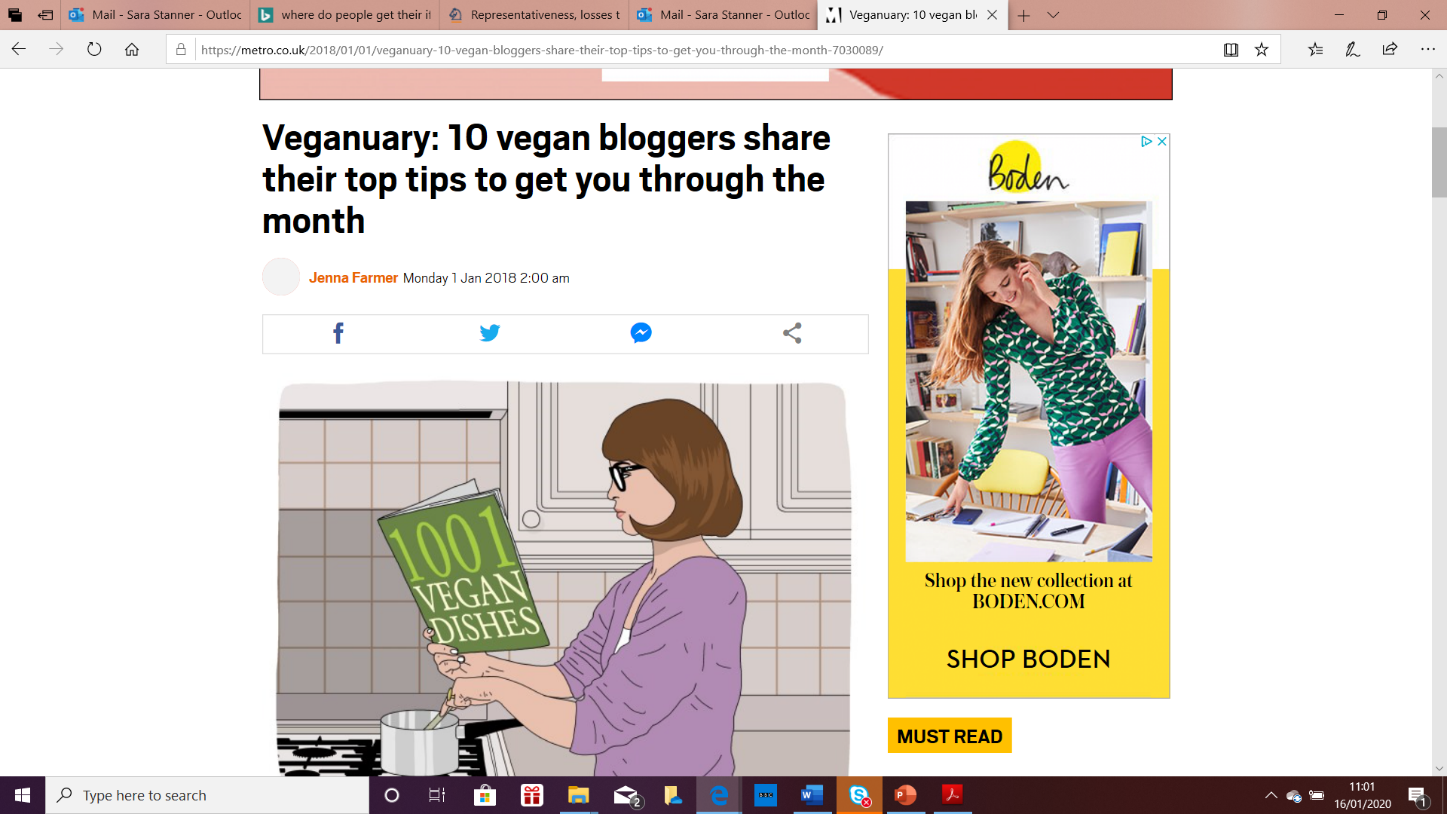 Mail - Sara Stanner - Outloc
where do people get their if
Representativeness, losses t
Mail - Sara Stanner - Outloc
Veganuary: 10 vegan bl
https://metro.co.uk/2018/01/01/veganuary-10-vegan-bloggers-share-their-top-tips-to-get-you-through-the-month-7030089/
Veganuary: 10 vegan bloggers share
their top tips to get you through the
month
Jenna Farmer Monday 1 Jan 2018 2:00 am
1001
VEGAN
DISHES
Boden
Shop the new collection at
BODEN.COM
SHOP BODEN
MUST READ
Type here to search
2
11:01
16/01/2020
1